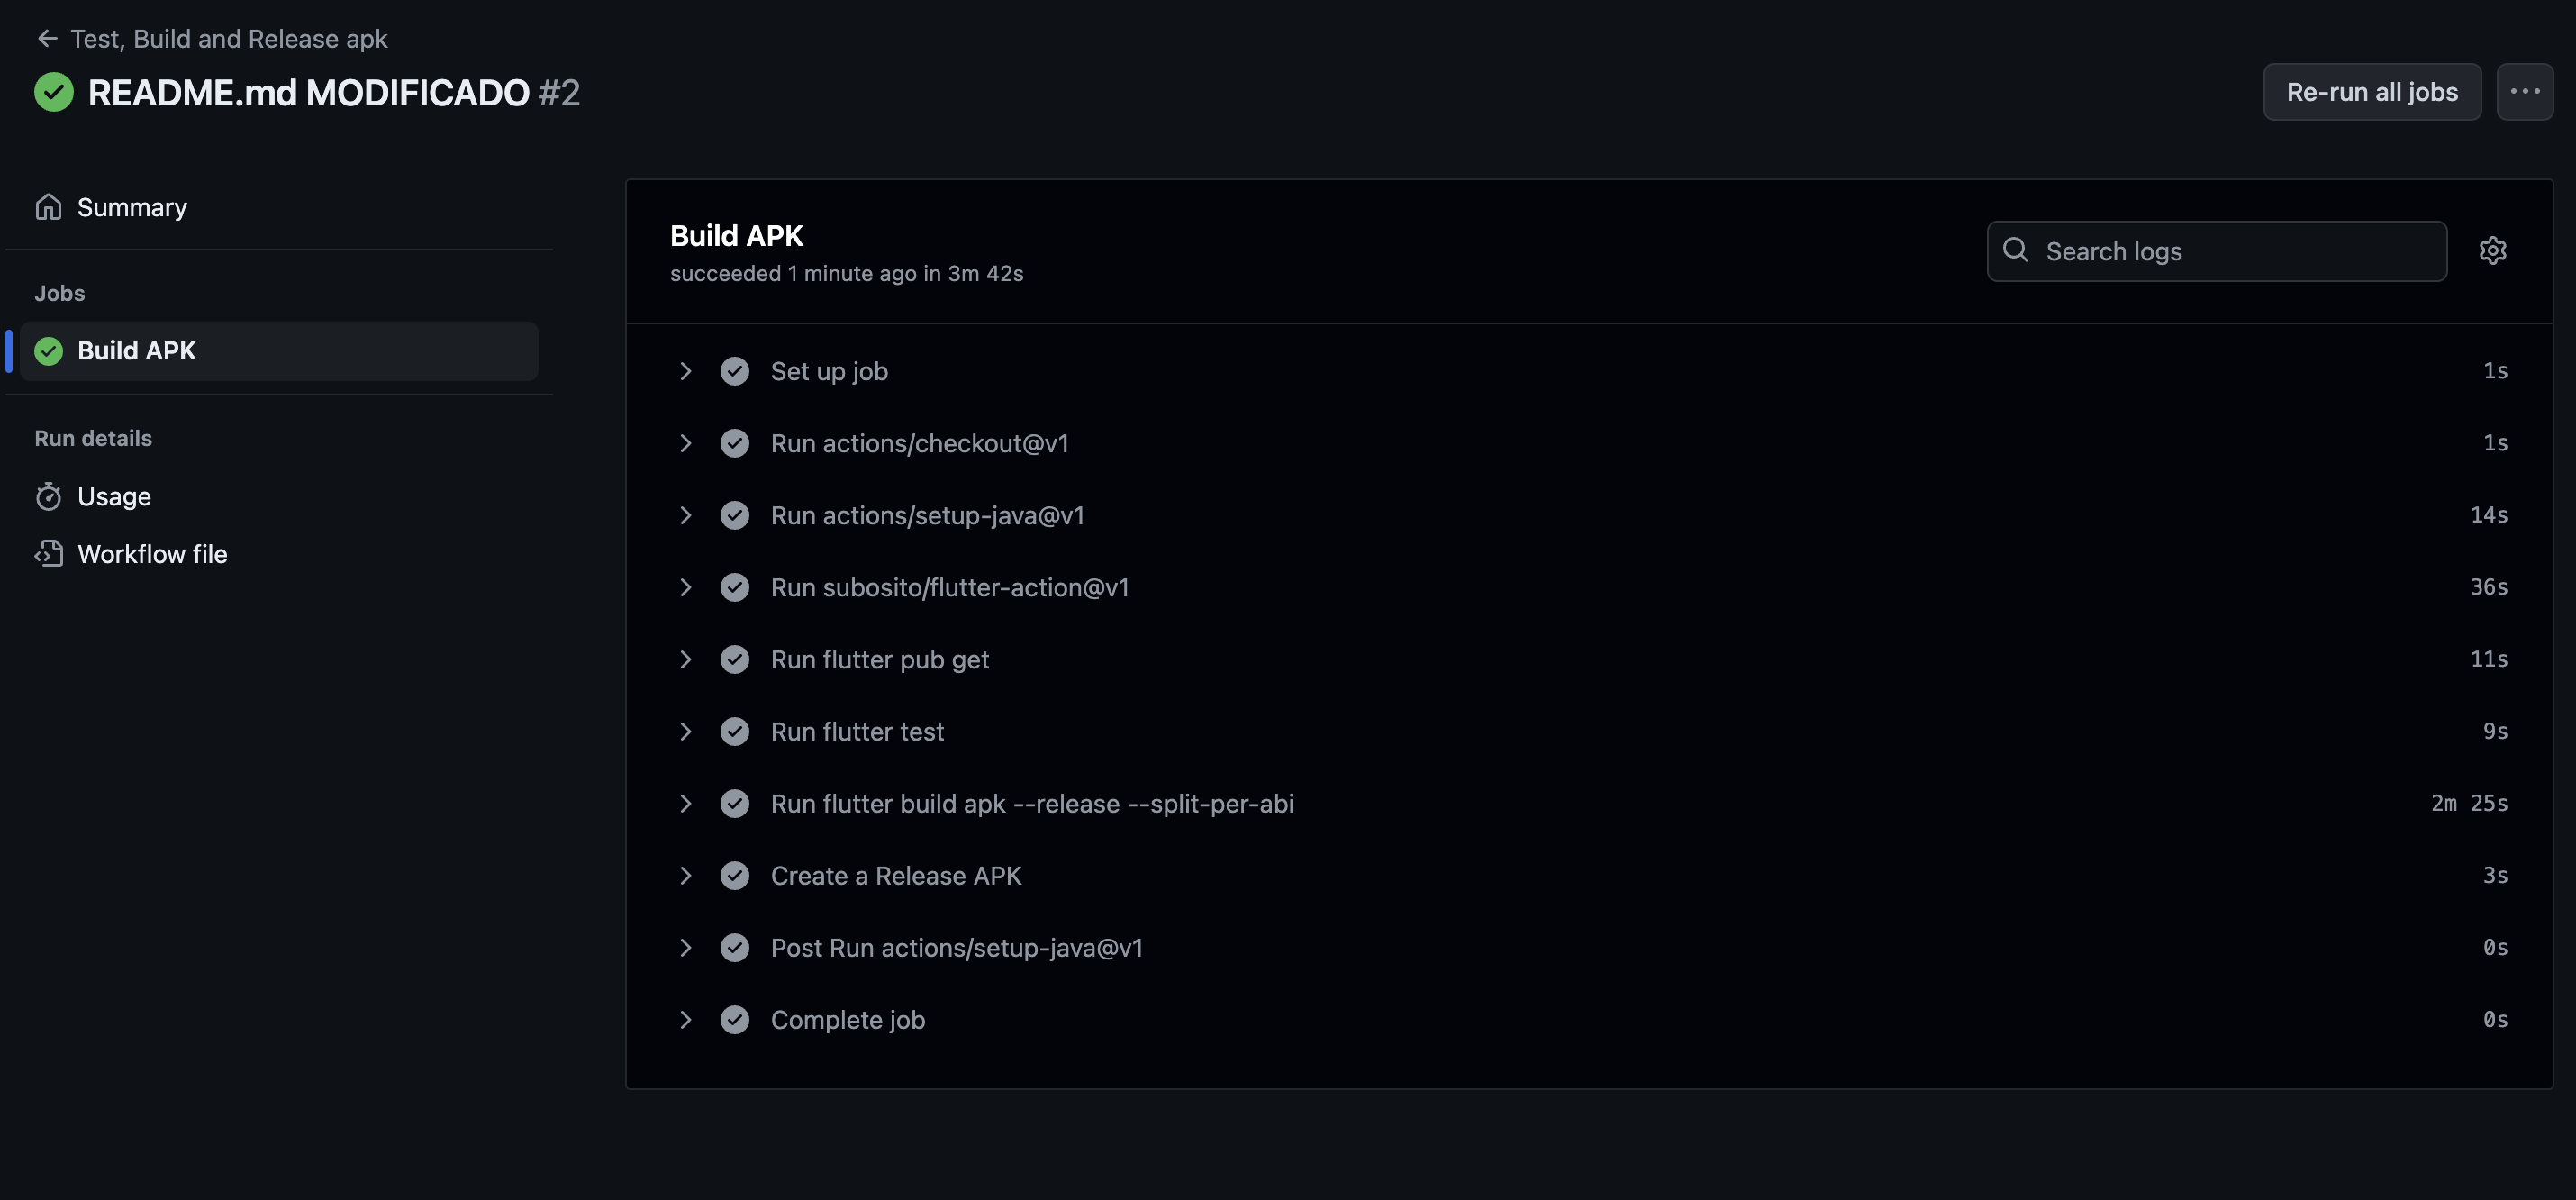 Test, Build and Release apk
README.md MODIFICADO #2
Re-run all jobs
Summary
Jobs
Build APK
Run details
Usage
Workflow file
Build APK
succeeded 1 minute ago in 3m 42s
Search logs
Set up job 1s
Run actions/checkout@v1 1s
Run actions/setup-java@v1 14s
Run subosito/flutter-action@v1 36s
Run flutter pub get 11s
Run flutter test 9s
Run flutter build apk --release --split-per-abi 2m 25s
Create a Release APK 3s
Post Run actions/setup-java@v1 0s
Complete job 0s